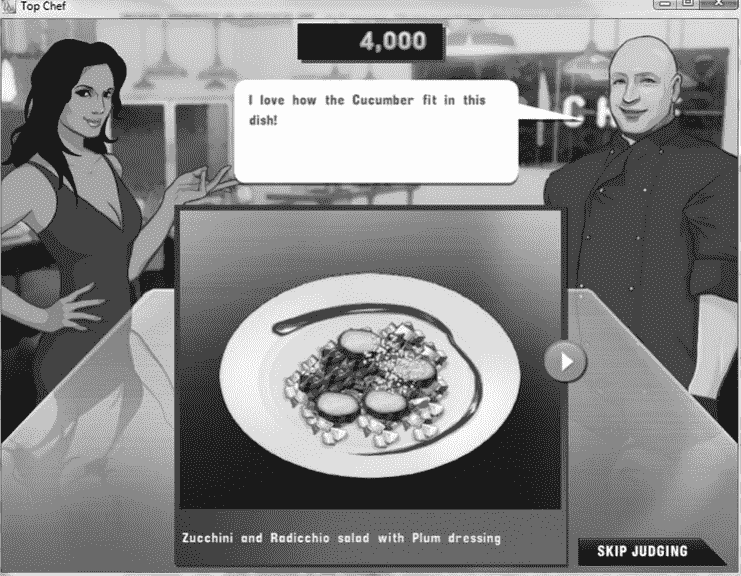 Top Chef
4,000
I love how the Cucumber fit in this
dish!
Zucchini and Radicchio salad with Plum dressing
SKIP JUDGING